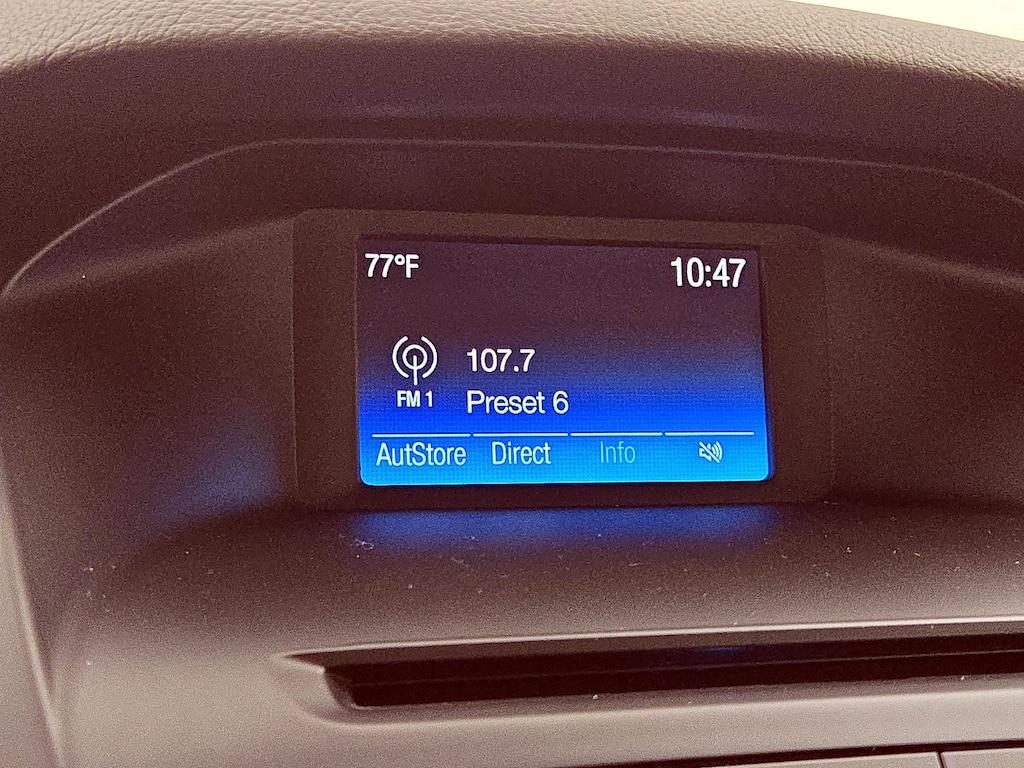 77°F 10:47
107.7
FM 1 Preset 6
AutStore Direct Info